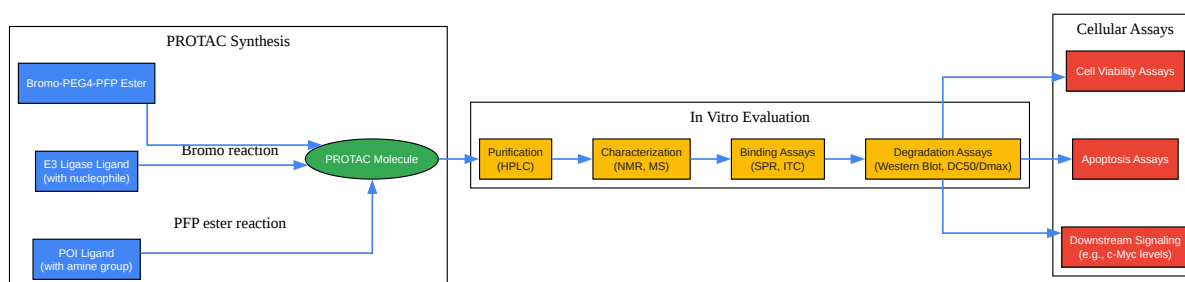 PROTAC Synthesis
Bromo-PEG4-PFP Ester
Bromo reaction
E3 Ligase Ligand
(with nucleophile)
PROTAC Molecule
PFP ester reaction
POI Ligand
(with amine group)
In Vitro Evaluation
Purification
(HPLC)
Characterization
(NMR, MS)
Binding Assays
(SPR, ITC)
Degradation Assays
(Western Blot, DC50/Dmax)
Cellular Assays
Cell Viability Assays
Apoptosis Assays
Downstream Signaling
(e.g., c-Myc levels)